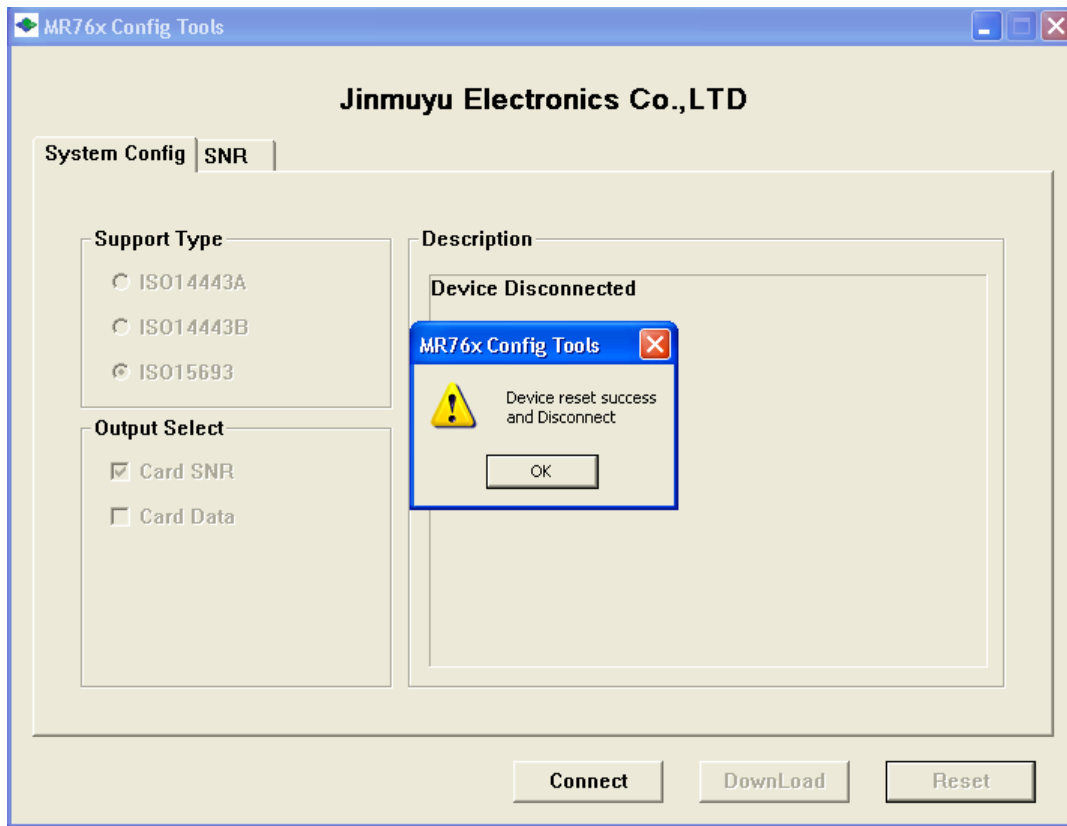 MR76x Config Tools
Jinmuyu Electronics Co.,LTD
System Config
SNR
Support Type
ISO14443A
ISO14443B
ISO15693
Output Select
Card SNR
Card Data
Description
Device Disconnected
MR76x Config Tools
Device reset success
and Disconnect
OK
Connect
DownLoad
Reset